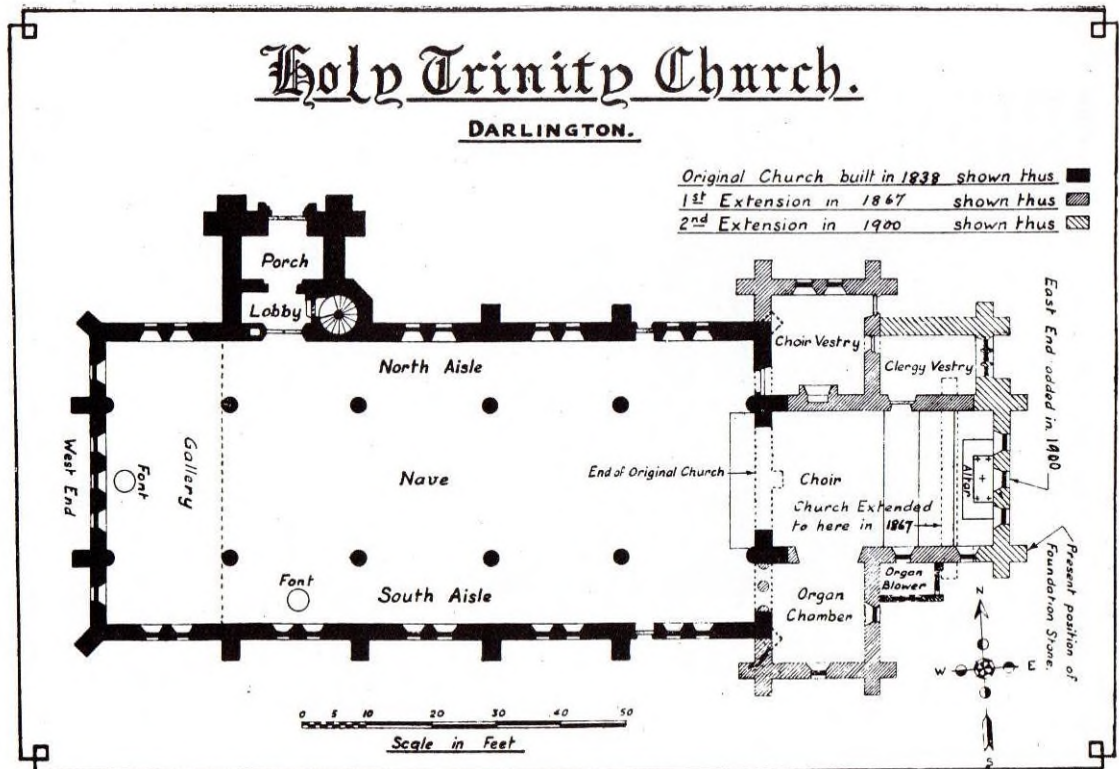 Holy Trinity Church.
DARLINGTON.
Original Church built in 1838 shown thus
1st Extension in 1867 shown thus
2nd Extension in 1900 shown thus
Porch
Lobby
North Aisle
Choir Vestry
Clergy Vestry
East End added in 1900
West End
Font
Gallery
Nave
End of Original Church
Choir
Altar
Church Extended
to here in 1867
Font
South Aisle
Organ
Chamber
Organ
Blower
Present position of
Foundation Stone.
N
W
E
S
0 5 10 20 30 40 50
Scale in Feet